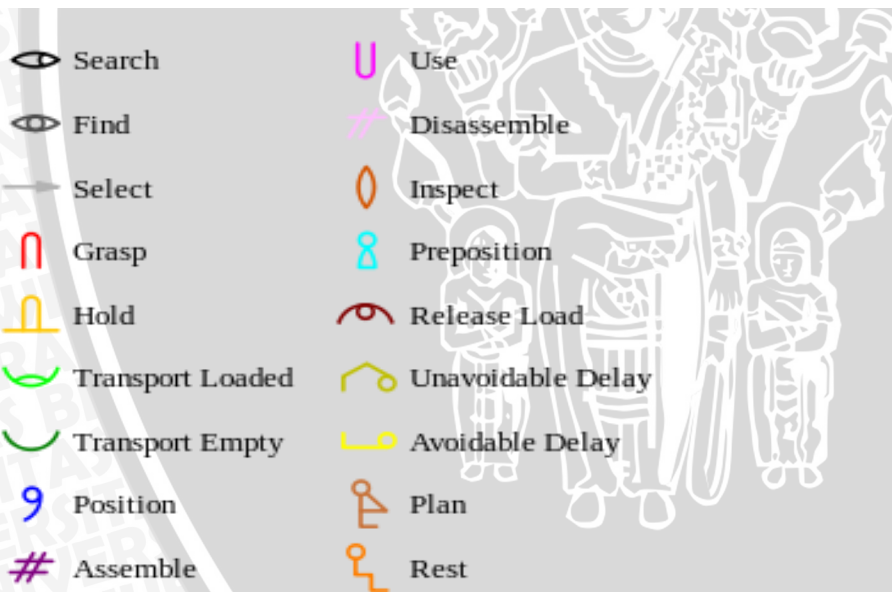 Search
Find
Select
Grasp
Hold
Transport Loaded
Transport Empty
Position
Assemble
Use
Disassemble
Inspect
Preposition
Release Load
Unavoidable Delay
Avoidable Delay
Plan
Rest